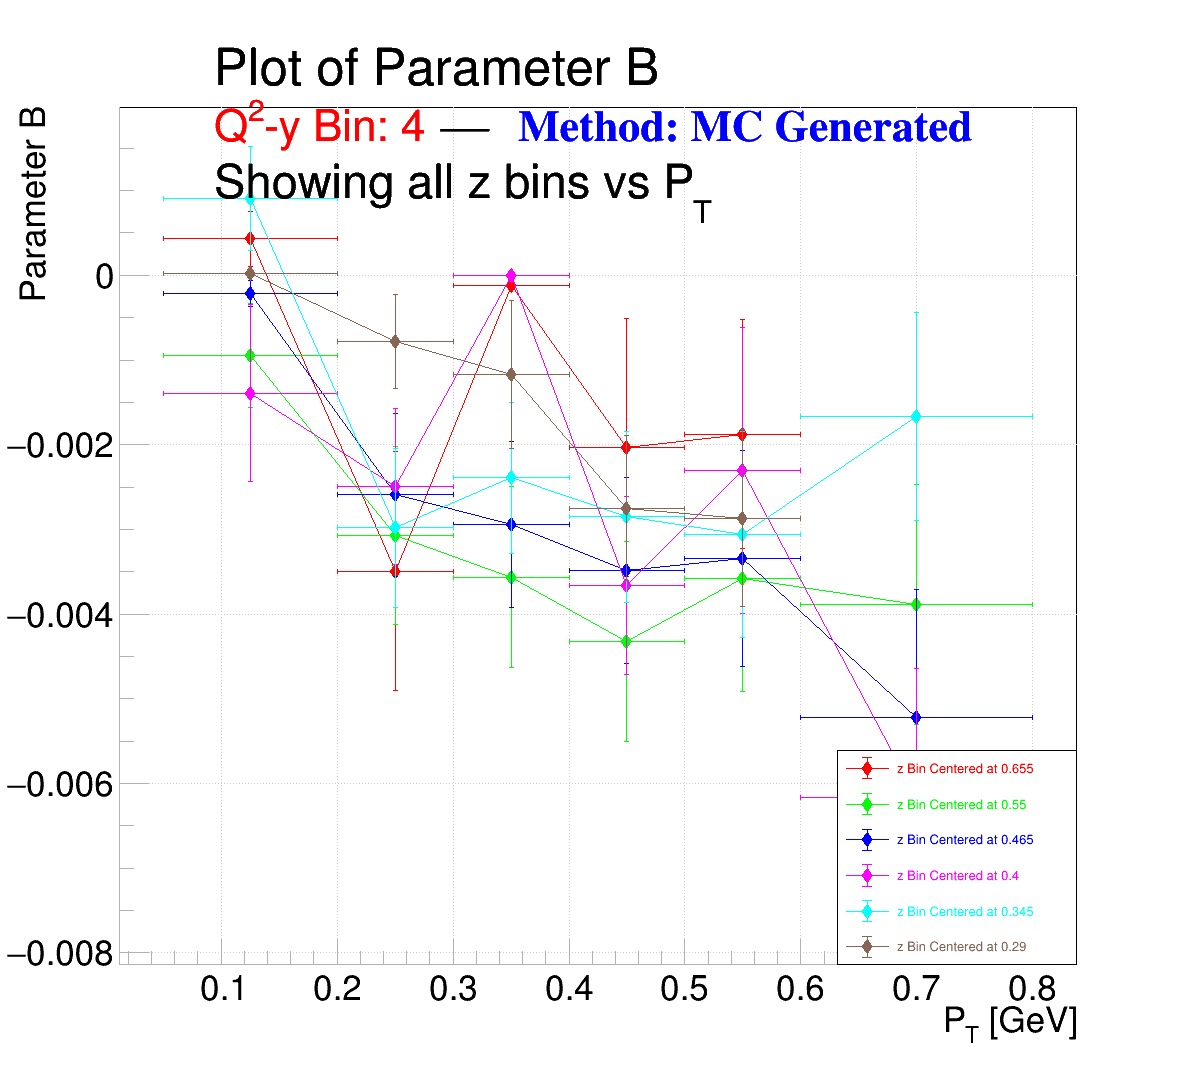 Plot of Parameter B
Q²-y Bin: 4 — Method: MC Generated
Showing all z bins vs P_T
Parameter B
0
−0.002
−0.004
−0.006
−0.008
z Bin Centered at 0.655
z Bin Centered at 0.55
z Bin Centered at 0.465
z Bin Centered at 0.4
z Bin Centered at 0.345
z Bin Centered at 0.29
0.1 0.2 0.3 0.4 0.5 0.6 0.7 0.8
P_T [GeV]